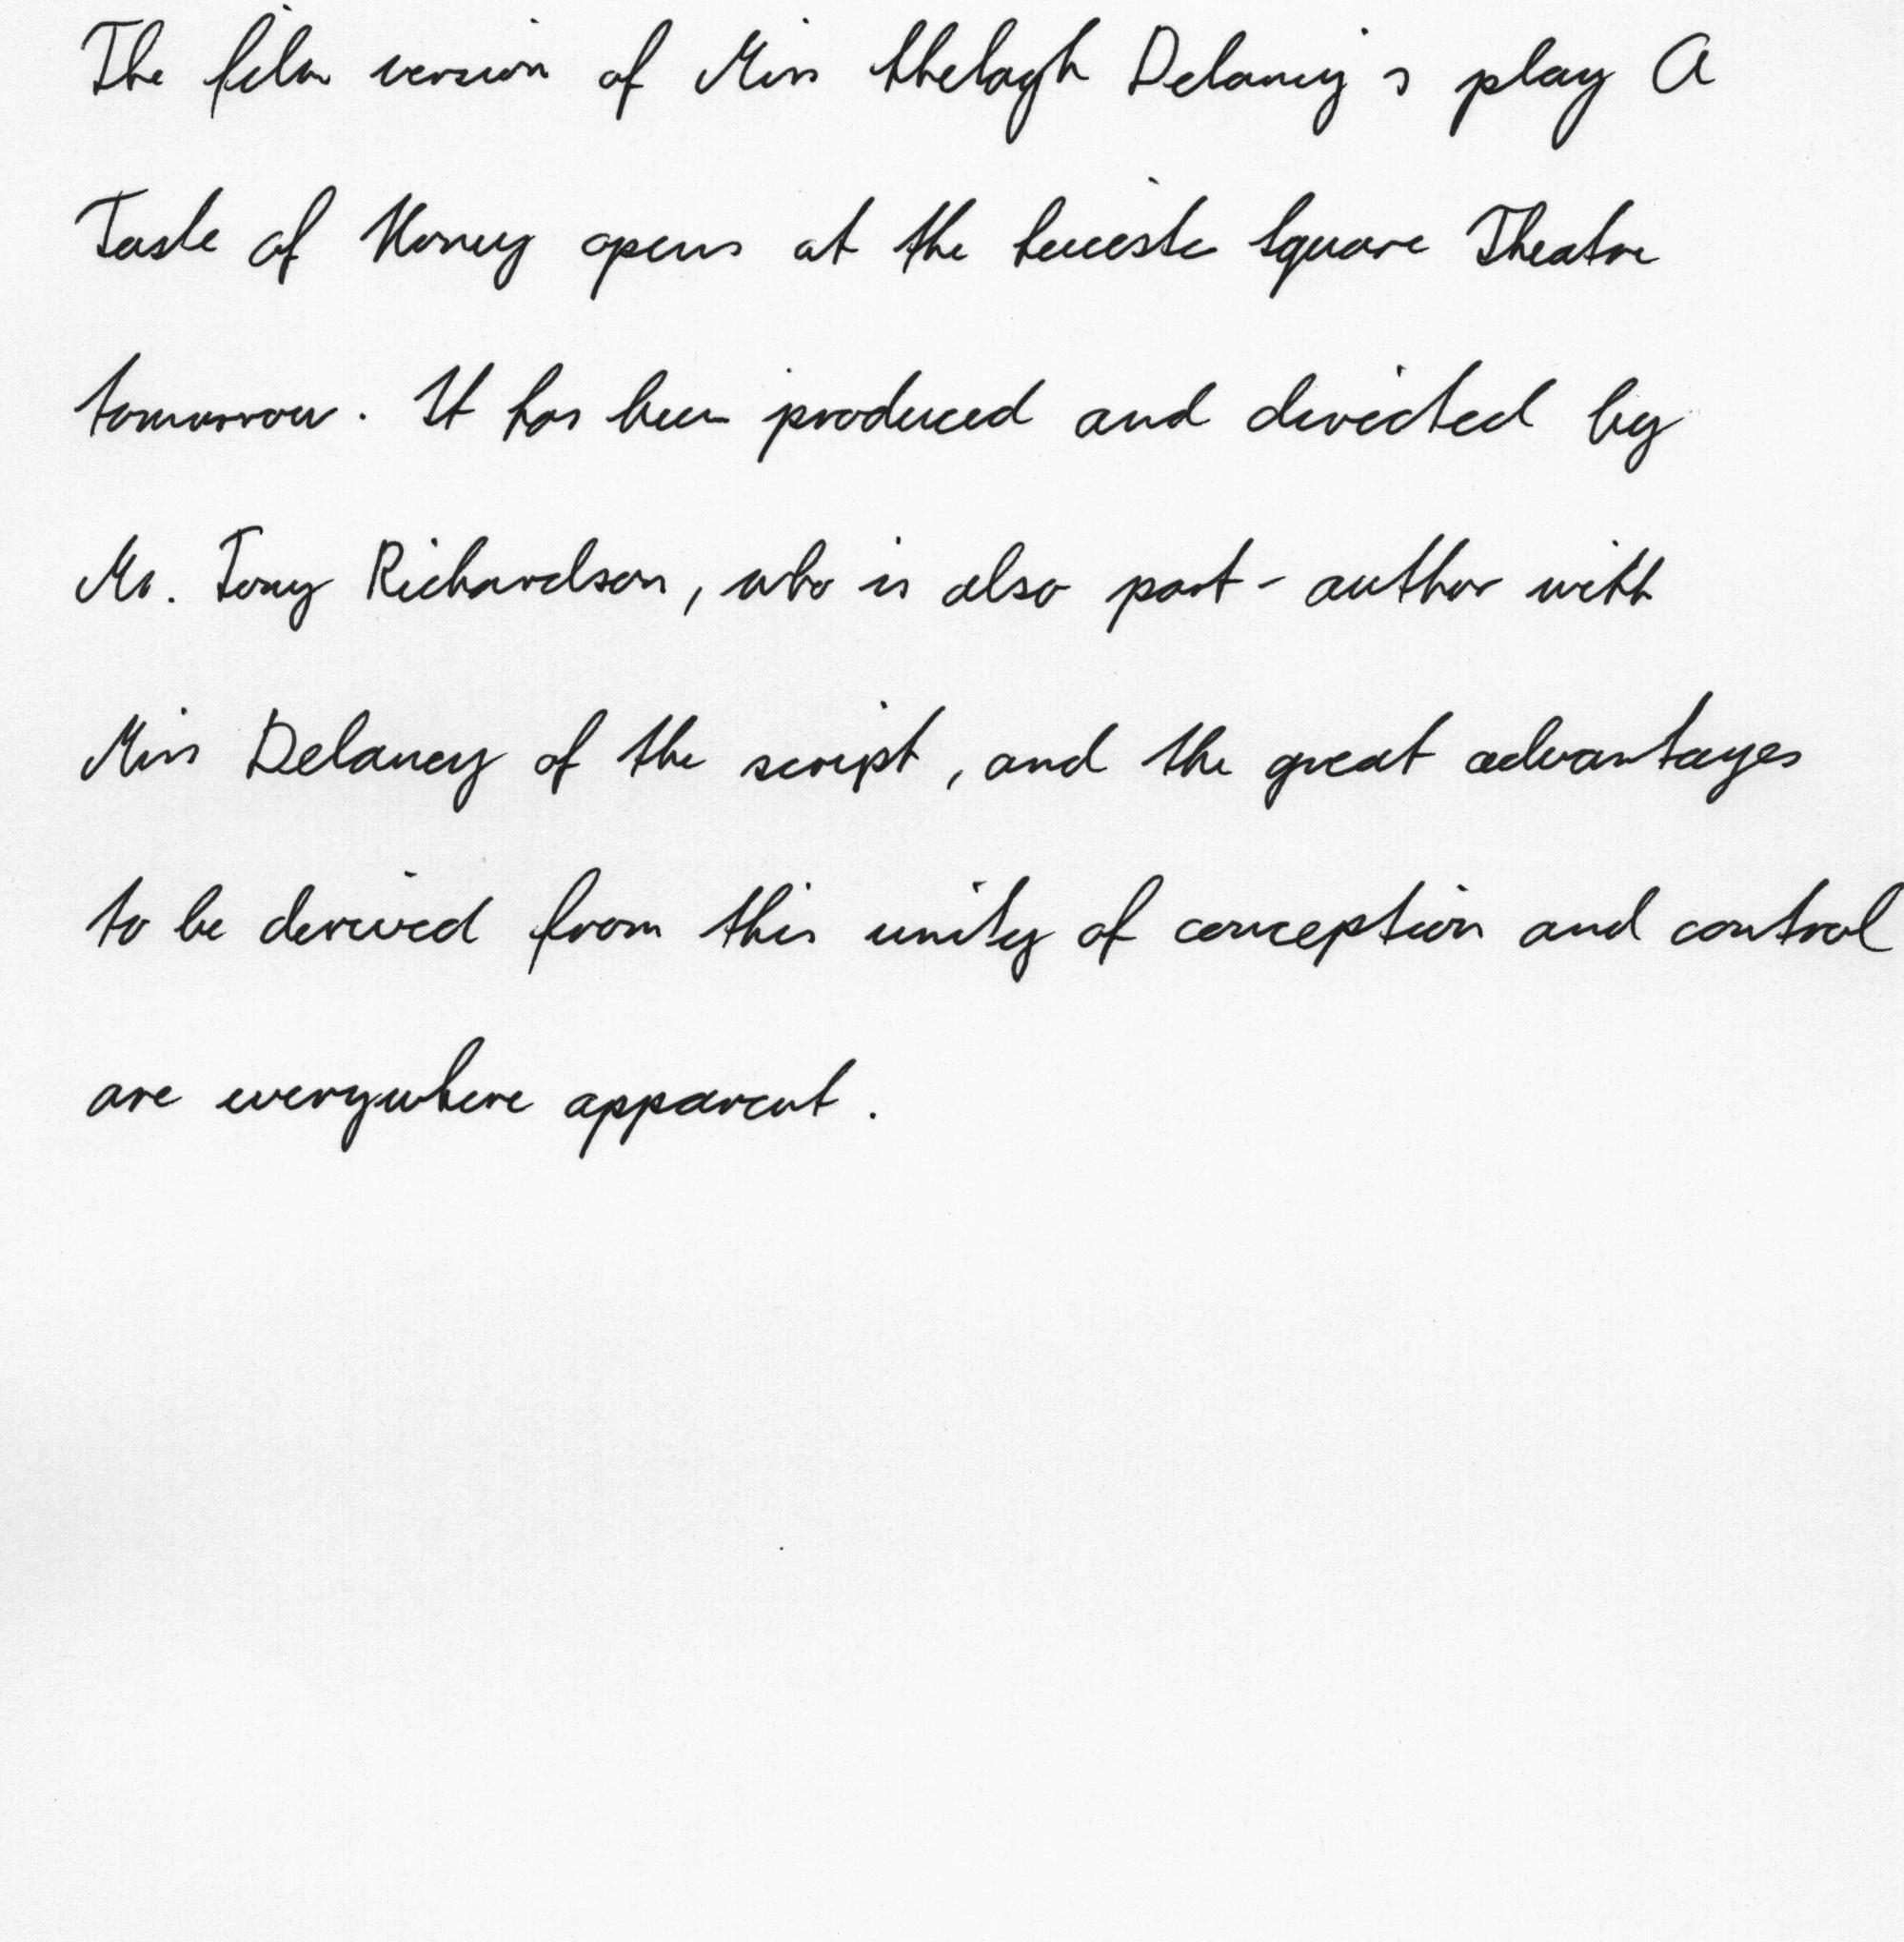 The film version of Miss Shelagh Delaney's play A
Taste of Honey opens at the Leicester Square Theatre
tomorrow. It has been produced and directed by
Mr. Tony Richardson, who is also part-author with
Miss Delaney of the script, and the great advantages
to be derived from this unity of conception and control
are everywhere apparent.